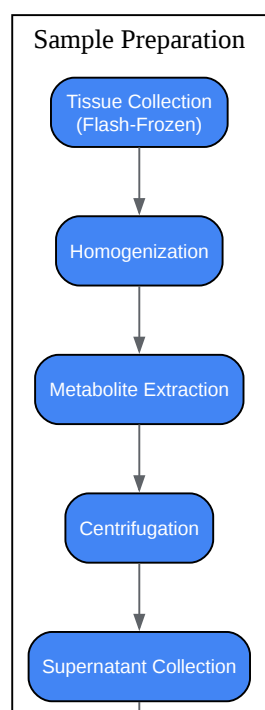 Sample Preparation
Tissue Collection
(Flash-Frozen)
Homogenization
Metabolite Extraction
Centrifugation
Supernatant Collection